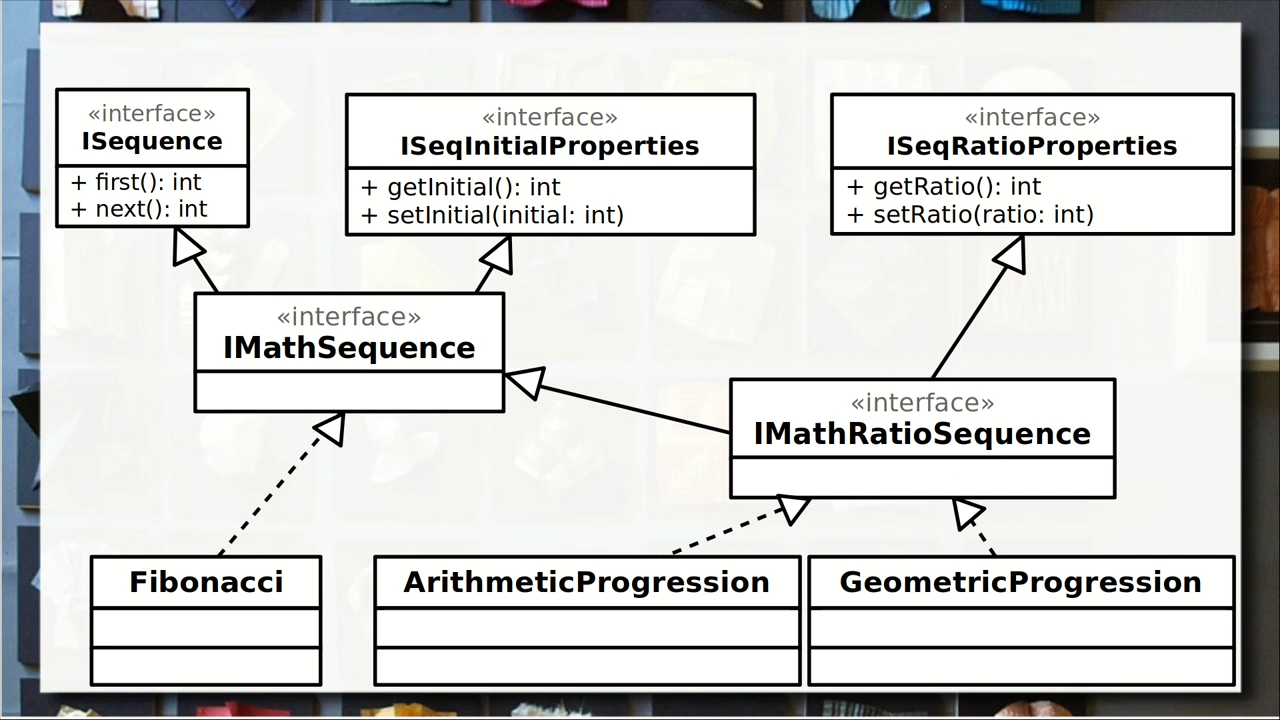 «interface»
ISequence
+ first(): int
+ next(): int
«interface»
ISeqInitialProperties
+ getInitial(): int
+ setInitial(initial: int)
«interface»
ISeqRatioProperties
+ getRatio(): int
+ setRatio(ratio: int)
«interface»
IMathSequence
«interface»
IMathRatioSequence
Fibonacci
ArithmeticProgression
GeometricProgression